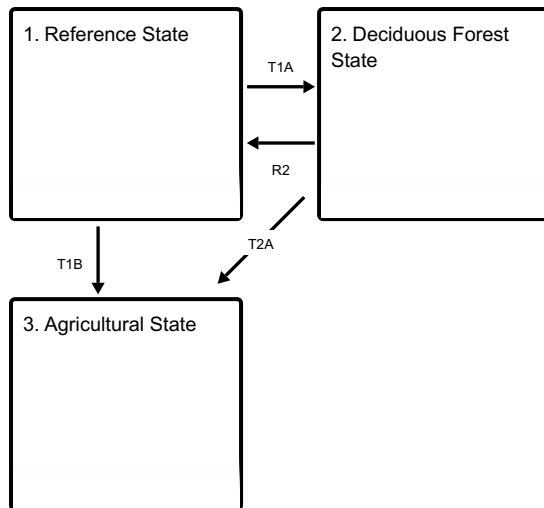 1. Reference State
2. Deciduous Forest
State
T1A
R2
T1B
T2A
3. Agricultural State